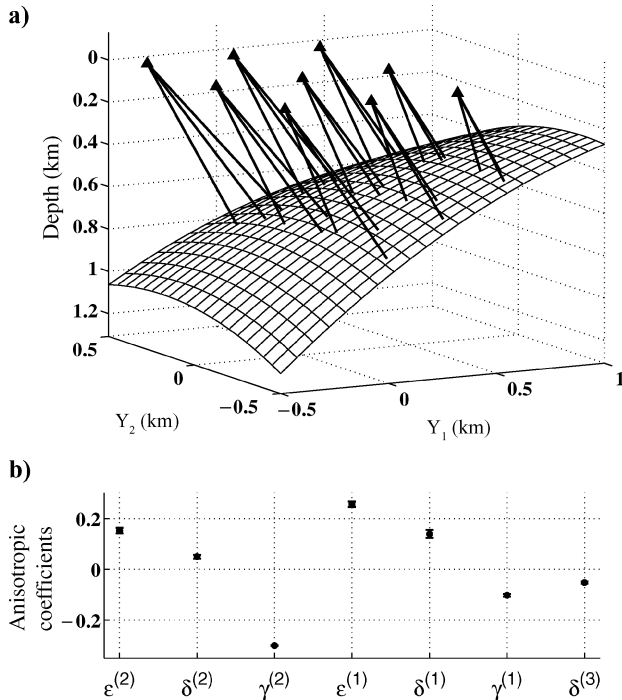 a)
0
0.2
0.4
0.6
0.8
1
1.2
Depth (km)
0.5
0
−0.5
Y2 (km)
−0.5
0
0.5
1
Y1 (km)
b)
Anisotropic
coefficients
0.2
0
−0.2
ε(2) δ(2) γ(2) ε(1) δ(1) γ(1) δ(3)